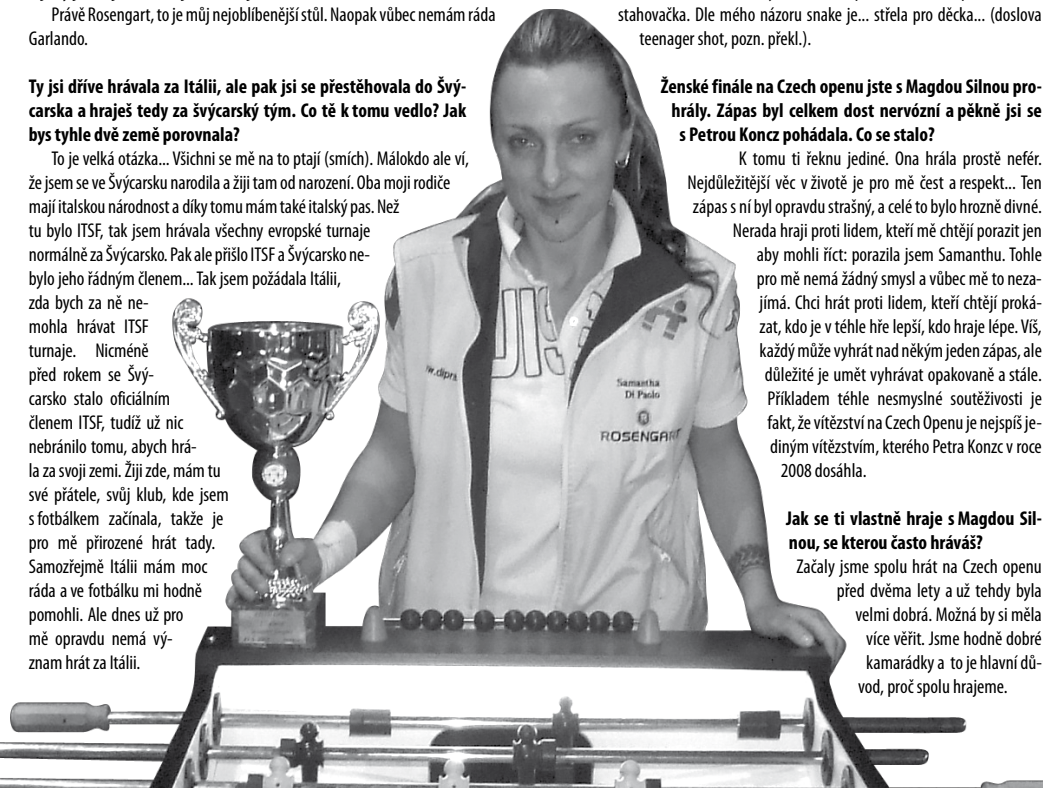 Právě Rosengart, to je můj nejoblíbenější stůl. Naopak vůbec nemám ráda
Garlando.
Ty jsi dříve hrávala za Itálii, ale pak jsi se přestěhovala do Švý-
carska a hraješ tedy za švýcarský tým. Co tě k tomu vedlo? Jak
bys tyhle dvě země porovnala?
To je velká otázka... Všichni se mě na to ptají (smích). Málokdo ale ví,
že jsem se ve Švýcarsku narodila a žiji tam od narození. Oba moji rodiče
mají italskou národnost a díky tomu mám také italský pas. Než
tu bylo ITSF, tak jsem hrávala všechny evropské turnaje
normálně za Švýcarsko. Pak ale přišlo ITSF a Švýcarsko ne-
bylo jeho řádným členem... Tak jsem požádala Itálii,
zda bych za ně ne-
mohla hrávat ITSF
turnaje. Nicméně
před rokem se Švý-
carsko stalo oficiálním
členem ITSF, tudíž už nic
nebránilo tomu, abych hrá-
la za svoji zemi. Žiji zde, mám tu
své přátele, svůj klub, kde jsem
s fotbálkem začínala, takže je
pro mě přirozené hrát tady.
Samozřejmě Itálii mám moc
ráda a ve fotbálku mi hodně
pomohli. Ale dnes už pro
mě opravdu nemá vý-
znam hrát za Itálii.
stahovačka. Dle mého názoru snake je... střela pro děcka... (doslova
teenager shot, pozn. překl.).
Ženské finále na Czech openu jste s Magdou Silnou pro-
hrály. Zápas byl celkem dost nervózní a pěkně jsi se
s Petrou Koncz pohádala. Co se stalo?
K tomu ti řeknu jediné. Ona hrála prostě nefér.
Nejdůležitější věc v životě je pro mě čest a respekt... Ten
zápas s ní byl opravdu strašný, a celé to bylo hrozně divné.
Nerada hraji proti lidem, kteří mě chtějí porazit jen
aby mohli říct: porazila jsem Samanthu. Tohle
pro mě nemá žádný smysl a vůbec mě to neza-
jímá. Chci hrát proti lidem, kteří chtějí proká-
zat, kdo je v téhle hře lepší, kdo hraje lépe. Víš,
každý může vyhrát nad někým jeden zápas, ale
důležité je umět vyhrávat opakovaně a stále.
Příkladem téhle nesmyslné soutěživosti je
fakt, že vítězství na Czech Openu je nejspíš je-
diným vítězstvím, kterého Petra Konzc v roce
2008 dosáhla.
Jak se ti vlastně hraje s Magdou Sil-
nou, se kterou často hráváš?
Začaly jsme spolu hrát na Czech openu
před dvěma lety a už tehdy byla
velmi dobrá. Možná by si měla
více věřit. Jsme hodně dobré
kamarádky a to je hlavní dů-
vod, proč spolu hrajeme.
Samantha
Di Paolo
ROSENGART